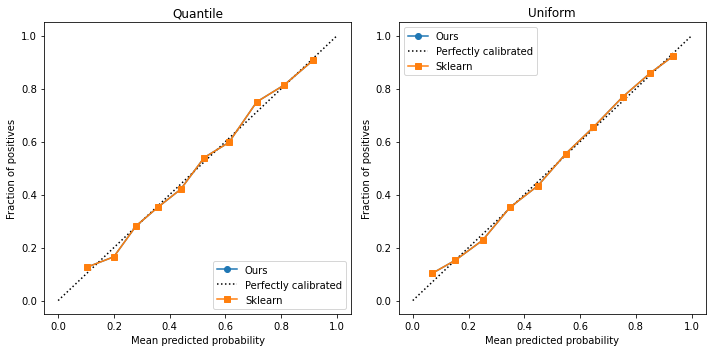 Quantile
1.0
0.8
0.6
0.4
0.2
0.0
Fraction of positives
Ours
Perfectly calibrated
Sklearn
0.0 0.2 0.4 0.6 0.8 1.0
Mean predicted probability
Uniform
1.0
0.8
0.6
0.4
0.2
0.0
Fraction of positives
Ours
Perfectly calibrated
Sklearn
0.0 0.2 0.4 0.6 0.8 1.0
Mean predicted probability